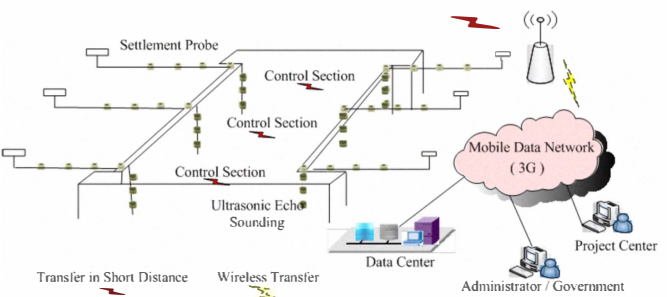 Settlement Probe
Control Section
Control Section
Control Section
Ultrasonic Echo
Sounding
Mobile Data Network
( 3G )
Data Center
Project Center
Administrator / Government
Transfer in Short Distance
Wireless Transfer